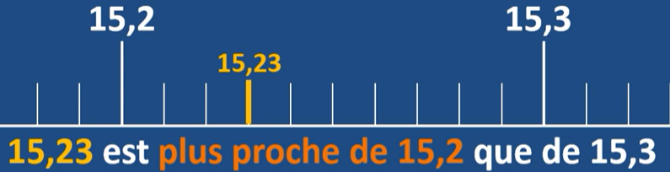 15,2 15,3
15,23
15,23 est plus proche de 15,2 que de 15,3